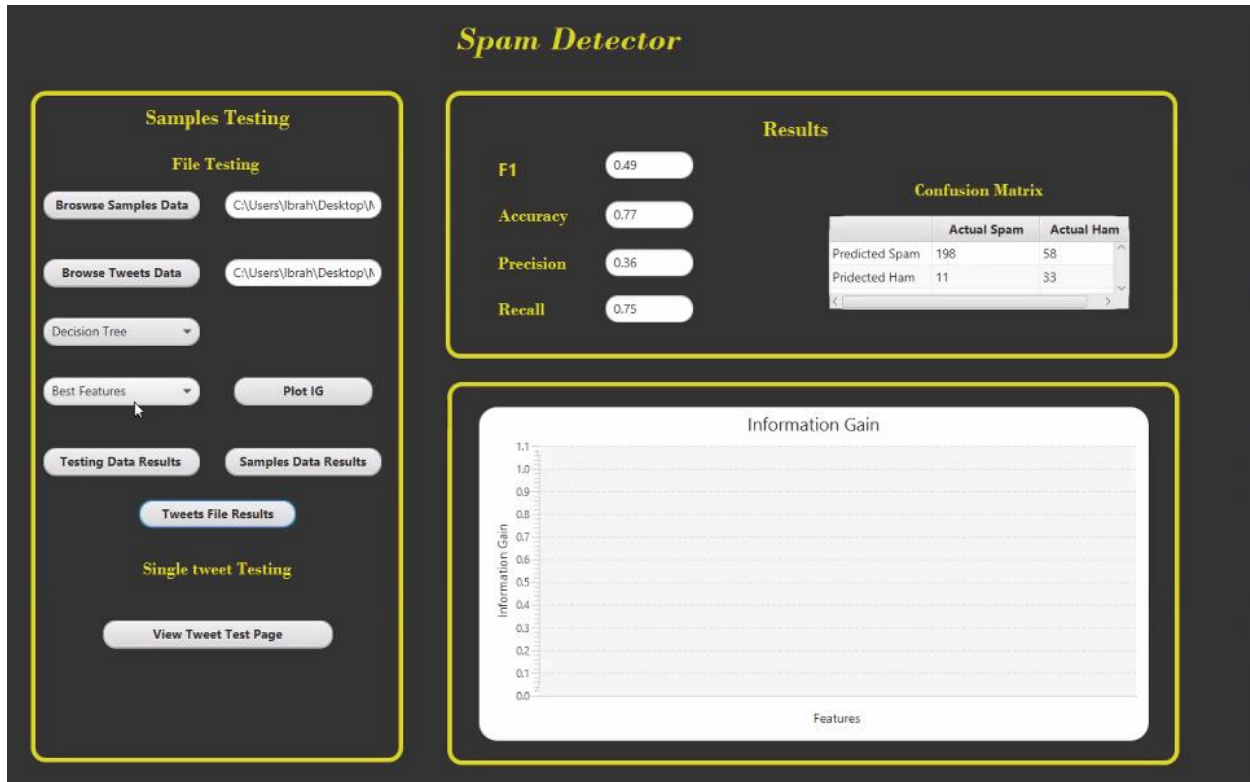 Spam Detector
Samples Testing
File Testing
Broswse Samples Data C:\Users\Ibrah\Desktop\
Browse Tweets Data C:\Users\Ibrah\Desktop\
Decision Tree
Best Features Plot IG
Testing Data Results Samples Data Results
Tweets File Results
Single tweet Testing
View Tweet Test Page
Results
F1 0.49
Accuracy 0.77
Precision 0.36
Recall 0.75
Confusion Matrix
Actual Spam Actual Ham
Predicted Spam 198 58
Pridected Ham 11 33
Information Gain
1.1
1.0
0.9
0.8
0.7
0.6
0.5
0.4
0.3
0.2
0.1
0.0
Information Gain
Features